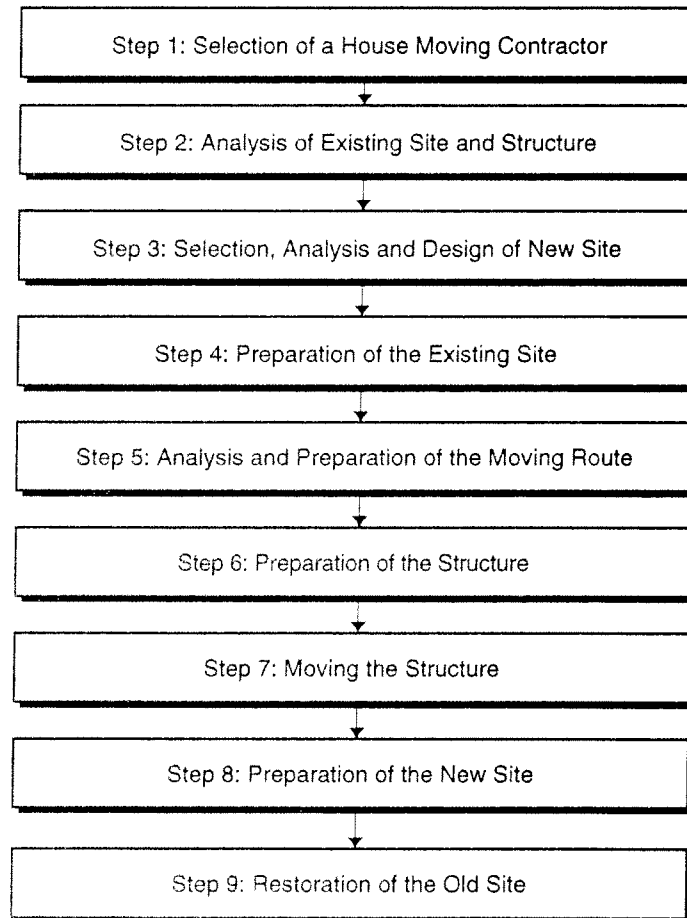 Step 1: Selection of a House Moving Contractor
Step 2: Analysis of Existing Site and Structure
Step 3: Selection, Analysis and Design of New Site
Step 4: Preparation of the Existing Site
Step 5: Analysis and Preparation of the Moving Route
Step 6: Preparation of the Structure
Step 7: Moving the Structure
Step 8: Preparation of the New Site
Step 9: Restoration of the Old Site